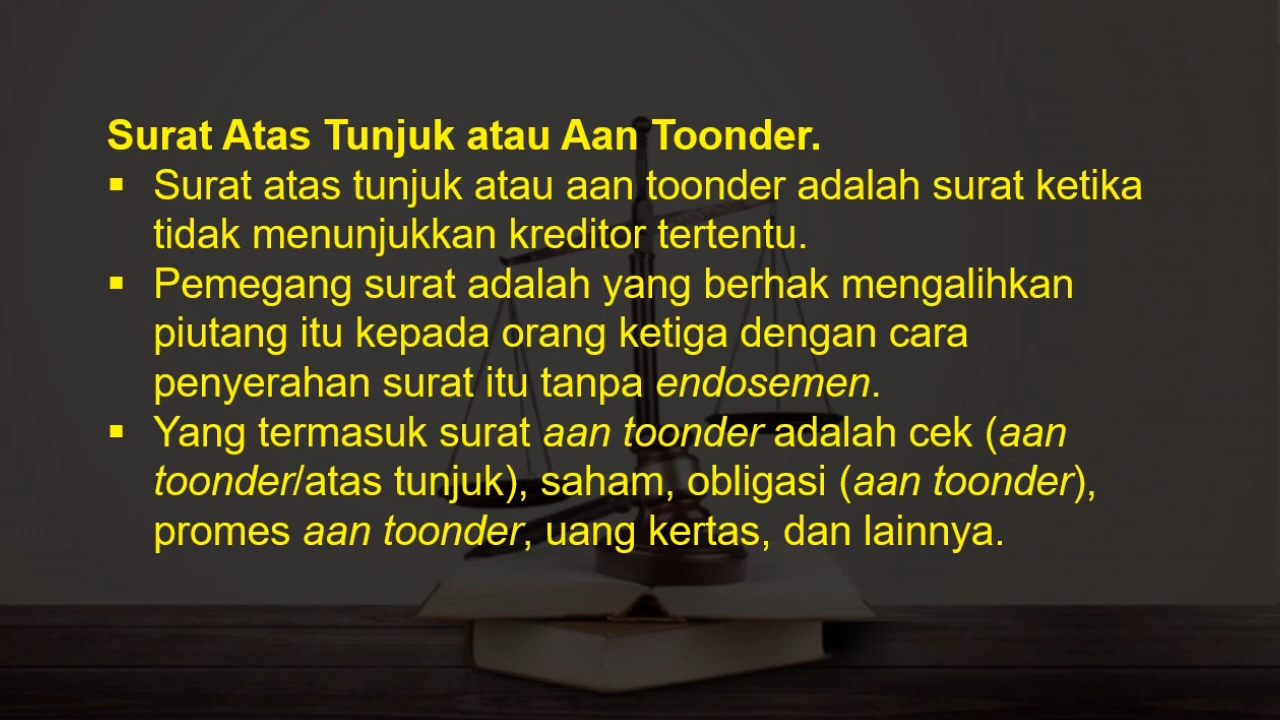 Surat Atas Tunjuk atau Aan Toonder.
▪ Surat atas tunjuk atau aan toonder adalah surat ketika
tidak menunjukkan kreditor tertentu.
▪ Pemegang surat adalah yang berhak mengalihkan
piutang itu kepada orang ketiga dengan cara
penyerahan surat itu tanpa endosemen.
▪ Yang termasuk surat aan toonder adalah cek (aan
toonder/atas tunjuk), saham, obligasi (aan toonder),
promes aan toonder, uang kertas, dan lainnya.